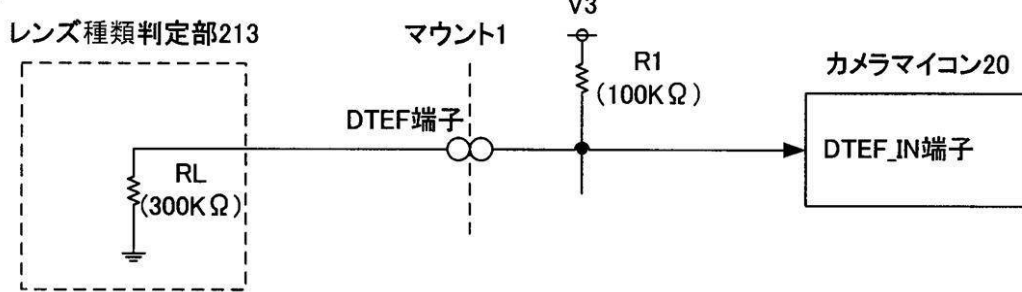 V3
レンズ種類判定部213
マウント1
R1
(100KΩ)
カメラマイコン20
DTEF端子
DTEF_IN端子
RL
(300KΩ)